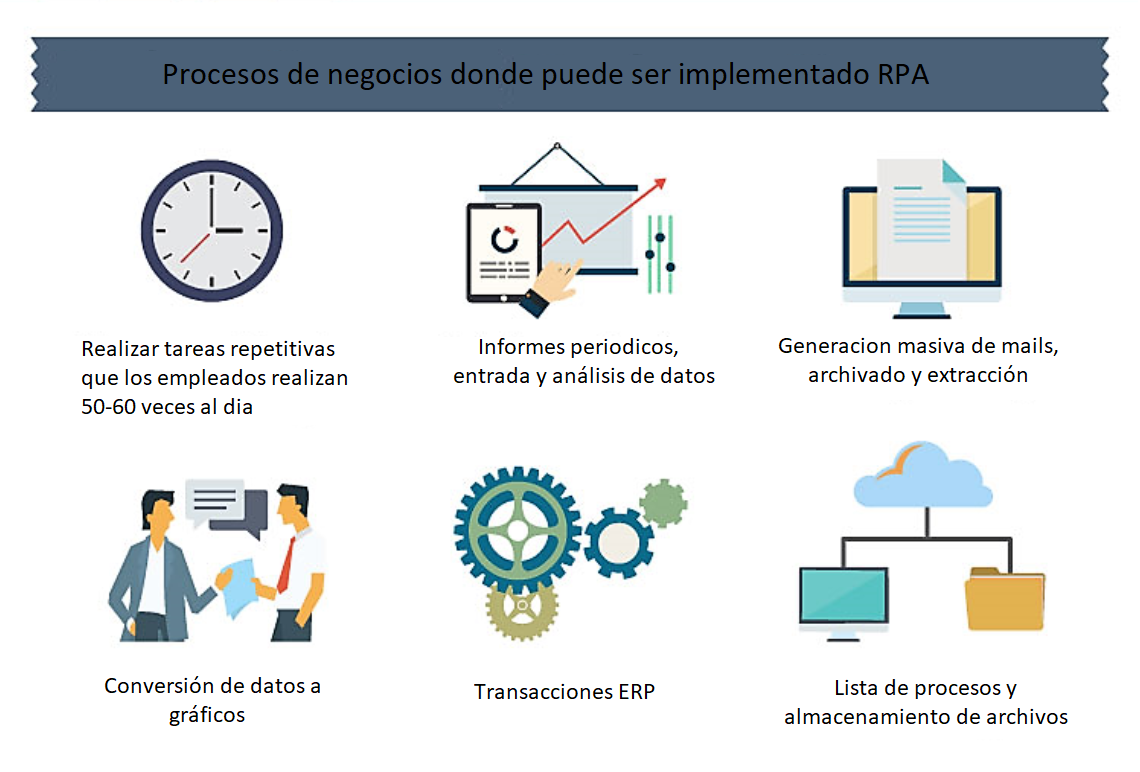 Procesos de negocios donde puede ser implementado RPA
Realizar tareas repetitivas
que los empleados realizan
50-60 veces al dia
Informes periodicos,
entrada y análisis de datos
Generacion masiva de mails,
archivado y extracción
Conversión de datos a
gráficos
Transacciones ERP
Lista de procesos y
almacenamiento de archivos